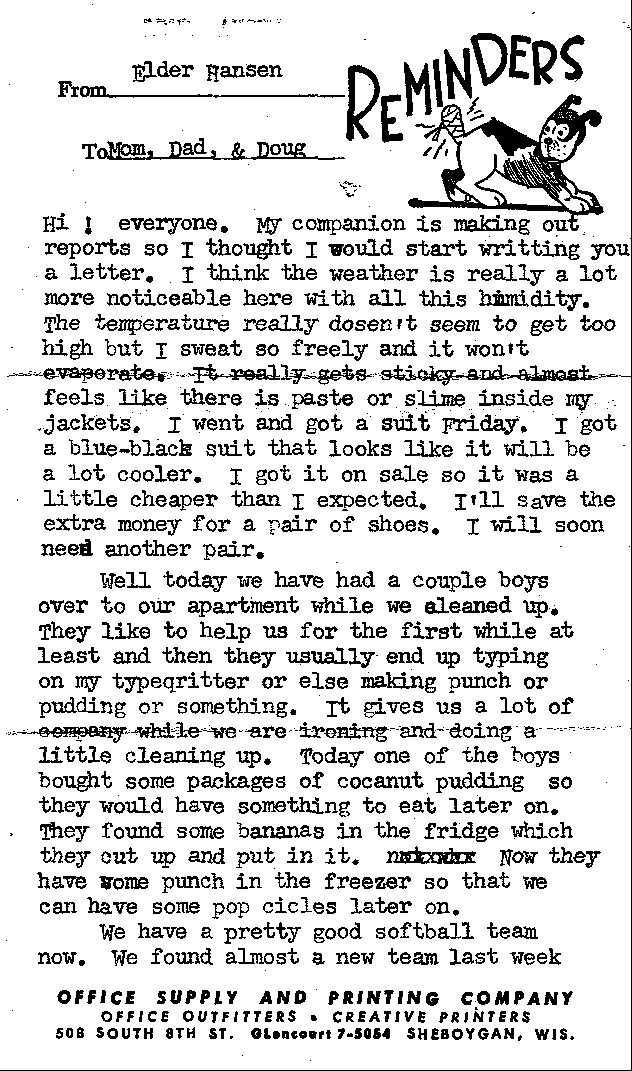 Elder Hansen
From
REMINDERS
To Mom, Dad, & Doug
Hi ! everyone. My companion is making out
reports so I thought I would start writting you
a letter. I think the weather is really a lot
more noticeable here with all this humidity.
The temperature really dosen't seem to get too
high but I sweat so freely and it won't
evaporate. It really gets sticky and almost
feels like there is paste or slime inside my
jackets. I went and got a suit Friday. I got
a blue-black suit that looks like it will be
a lot cooler. I got it on sale so it was a
little cheaper than I expected. I'll save the
extra money for a pair of shoes. I will soon
need another pair.
Well today we have had a couple boys
over to our apartment while we cleaned up.
They like to help us for the first while at
least and then they usually end up typing
on my typeqritter or else making punch or
pudding or something. It gives us a lot of
company while we are ironing and doing a
little cleaning up. Today one of the boys
bought some packages of cocanut pudding so
they would have something to eat later on.
They found some bananas in the fridge which
they cut up and put in it. Now they
have some punch in the freezer so that we
can have some pop cicles later on.
We have a pretty good softball team
now. We found almost a new team last week
OFFICE SUPPLY AND PRINTING COMPANY
OFFICE OUTFITTERS • CREATIVE PRINTERS
508 SOUTH 8TH ST. GLencourt 7-5054 SHEBOYGAN, WIS.